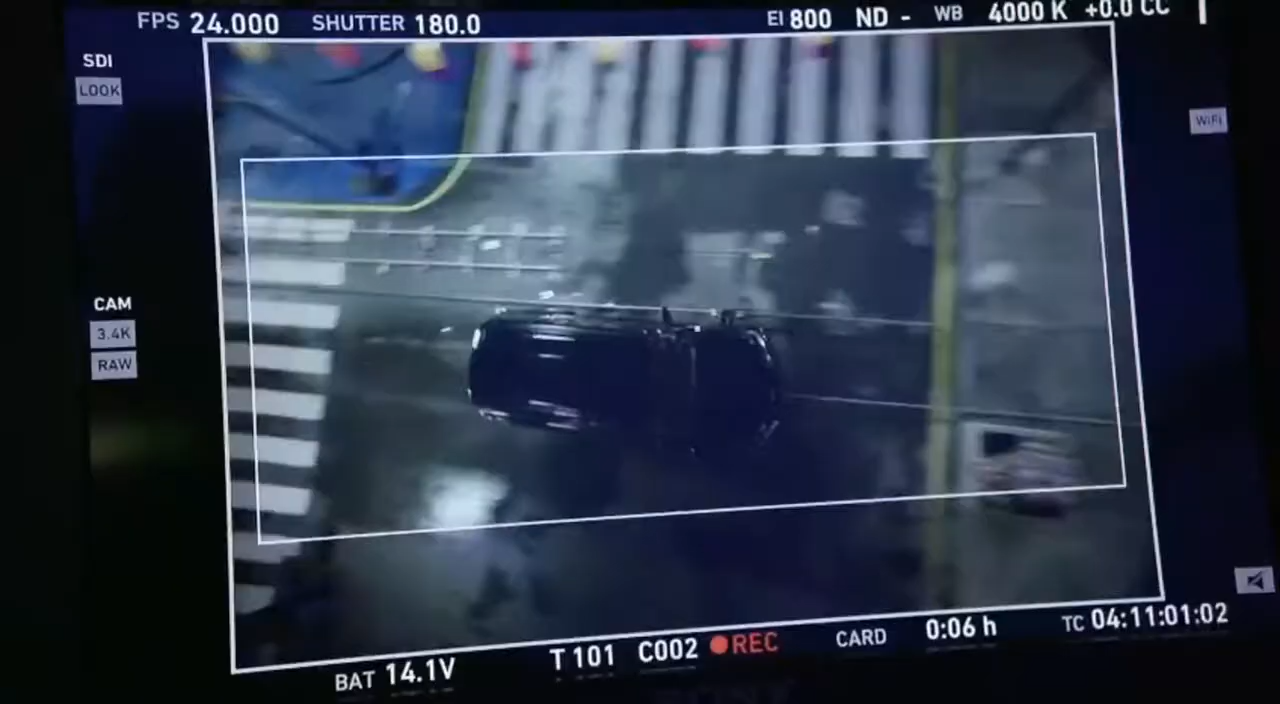 FPS 24.000 SHUTTER 180.0 EI 800 ND - WB 4000 K +0.0 CC
SDI
LOOK
WiFi
CAM
3.4K
RAW
BAT 14.1V T 101 C002 REC CARD 0:06 h TC 04:11:01:02
SONY